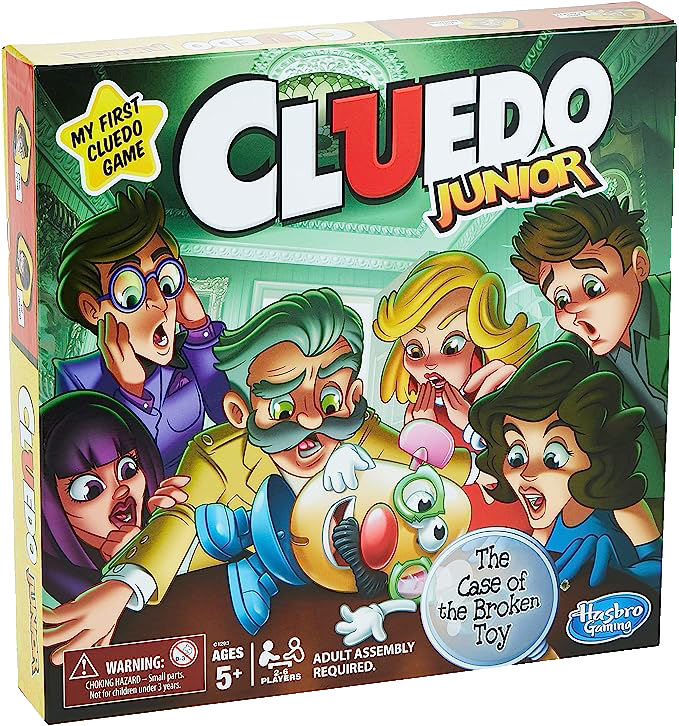 MY FIRST
CLUEDO
GAME
CLUEDO
JUNIOR
CLUEDO
JUNIOR
The
Case of
the Broken
Toy
Hasbro
Gaming
WARNING:
CHOKING HAZARD – Small parts.
Not for children under 3 years.
AGES
5+
2-6
PLAYERS
ADULT ASSEMBLY
REQUIRED.